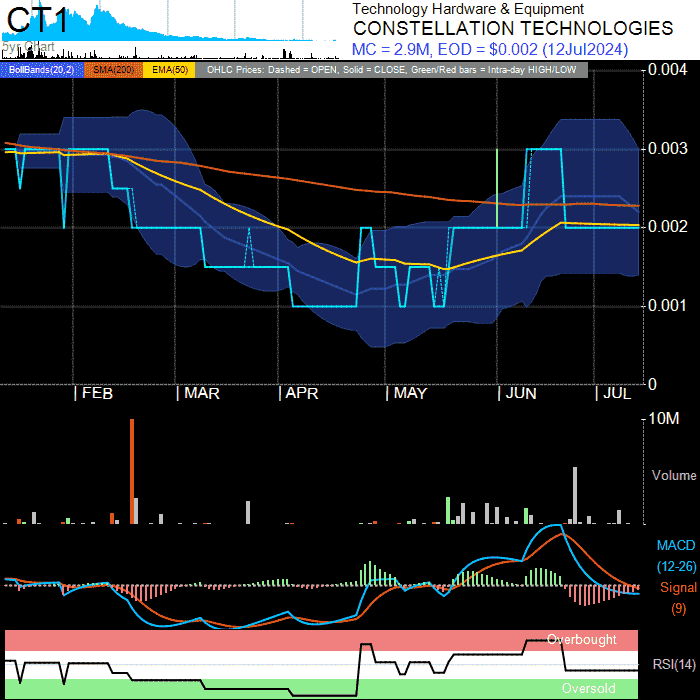 CT1
5yr Chart
Technology Hardware & Equipment
CONSTELLATION TECHNOLOGIES
MC = 2.9M, EOD = $0.002 (12Jul2024)
BollBands(20,2) SMA(200) EMA(50) OHLC Prices: Dashed = OPEN, Solid = CLOSE, Green/Red bars = Intra-day HIGH/LOW
0.004
0.003
0.002
0.001
0
| FEB | MAR | APR | MAY | JUN | JUL
10M
Volume
MACD
(12-26)
Signal
(9)
Overbought
RSI(14)
Oversold